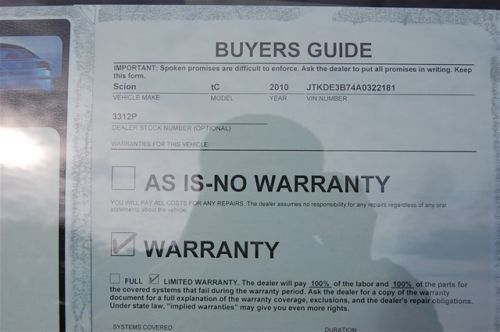 BUYERS GUIDE
IMPORTANT: Spoken promises are difficult to enforce. Ask the dealer to put all promises in writing. Keep
this form.
Scion tC 2010 JTKDE3B74A0322181
VEHICLE MAKE MODEL YEAR VIN NUMBER
3312P
DEALER STOCK NUMBER (OPTIONAL)
WARRANTIES FOR THIS VEHICLE:
AS IS-NO WARRANTY
YOU WILL PAY ALL COSTS FOR ANY REPAIRS. The dealer assumes no responsibility for any repairs regardless of any oral
statements about the vehicle.
WARRANTY
FULL LIMITED WARRANTY. The dealer will pay 100% of the labor and 100% of the parts for
the covered systems that fail during the warranty period. Ask the dealer for a copy of the warranty
document for a full explanation of the warranty coverage, exclusions, and the dealer's repair obligations.
Under state law, "implied warranties" may give you even more rights.
SYSTEMS COVERED DURATION